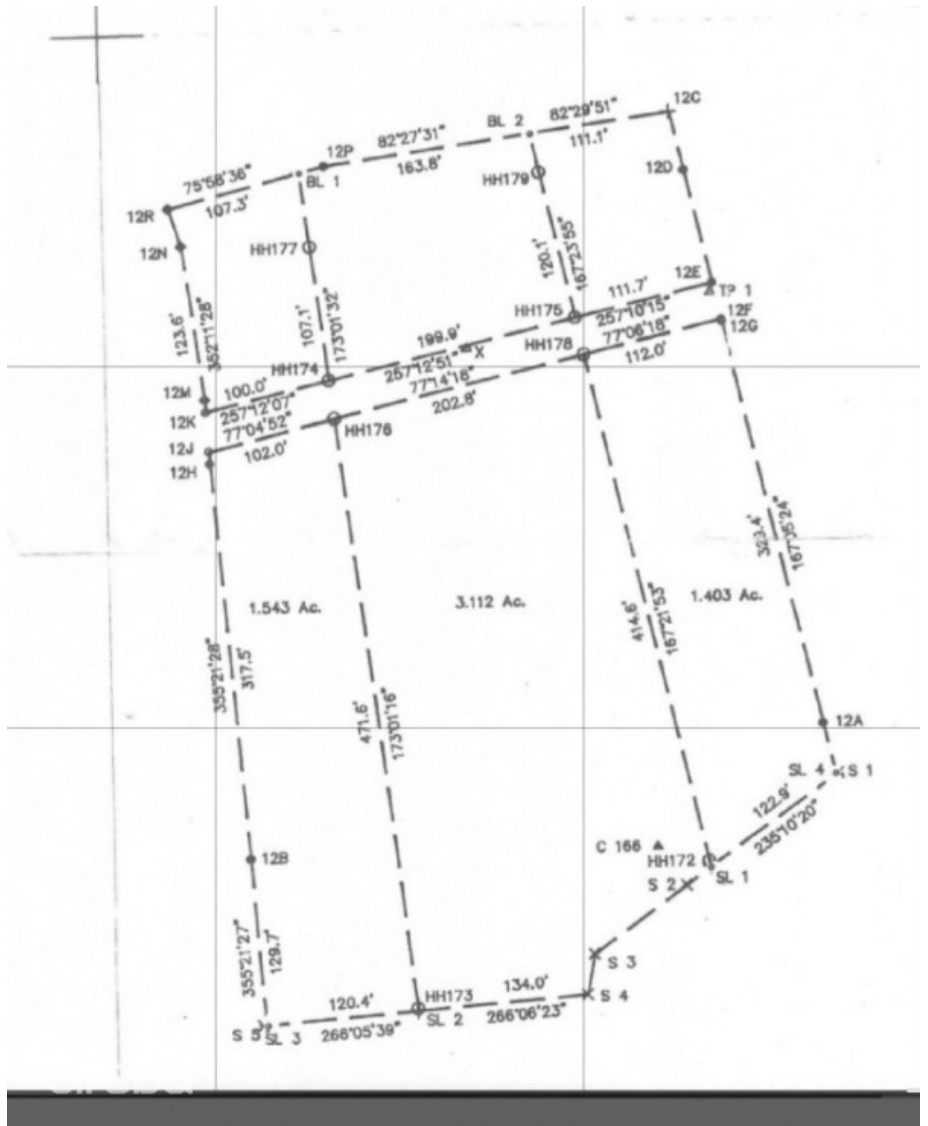 12C
BL 2
82°29'51"
111.1'
82°27'31"
163.8'
12P
12D
75°58'36"
107.3'
BL 1
HH179
12R
12N
HH177
120.1'
167°23'55"
12E
TP 1
111.7'
257°10'15"
HH175
12F
12G
77°06'18"
112.0'
HH178
123.6'
352°11'28"
107.1'
173°01'32"
199.9'
X
257°12'51"
77°14'18"
202.8'
HH174
12M
100.0'
12K
257°12'07"
77°04'52"
102.0'
HH176
12J
12H
323.4'
167°35'24"
1.543 Ac.
3.112 Ac.
1.403 Ac.
414.6'
167°21'53"
355°21'28"
317.5'
471.6'
173°01'16"
12A
SL 4
S 1
122.9'
235°10'20"
C 166
HH172
SL 1
S 2
12B
355°21'27"
129.7'
S 3
134.0'
S 4
HH173
120.4'
SL 2
266°06'23"
S 5
SL 3
266°05'39"